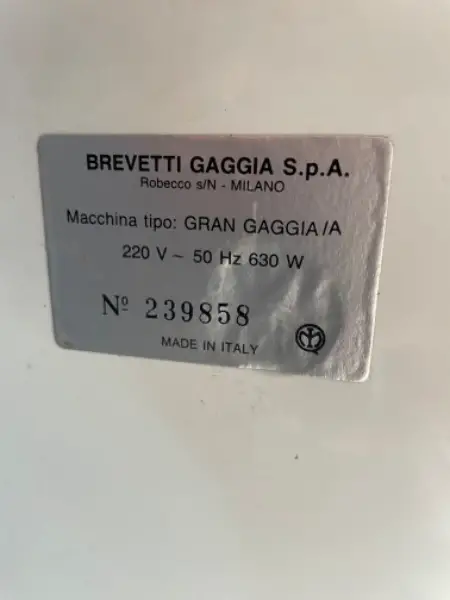 BREVETTI GAGGIA S.p.A.
Robecco s/N - MILANO
Macchina tipo: GRAN GAGGIA/A
220 V ~ 50 Hz 630 W
Nº 239858
MADE IN ITALY